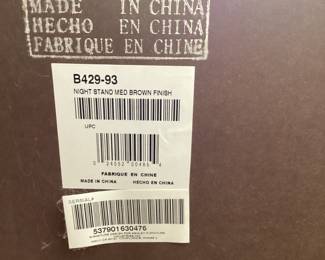 MADE IN CHINA
HECHO EN CHINA
FABRIQUE EN CHINE
B429-93
NIGHT STAND MED BROWN FINISH
UPC
FABRIQUE EN CHINE
MADE IN CHINA HECHO EN CHINA
SERIAL#
537901630476